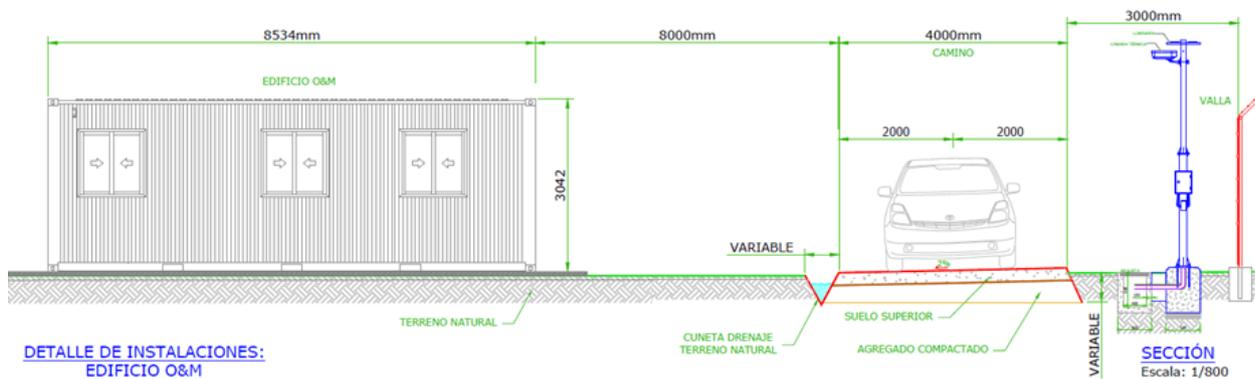 8534mm
8000mm
4000mm
3000mm
CAMINO
EDIFICIO O&M
VALLA
2000
2000
3042
VARIABLE
2%
TERRENO NATURAL
CUNETA DRENAJE
TERRENO NATURAL
SUELO SUPERIOR
AGREGADO COMPACTADO
VARIABLE
DETALLE DE INSTALACIONES:
EDIFICIO O&M
SECCIÓN
Escala: 1/800